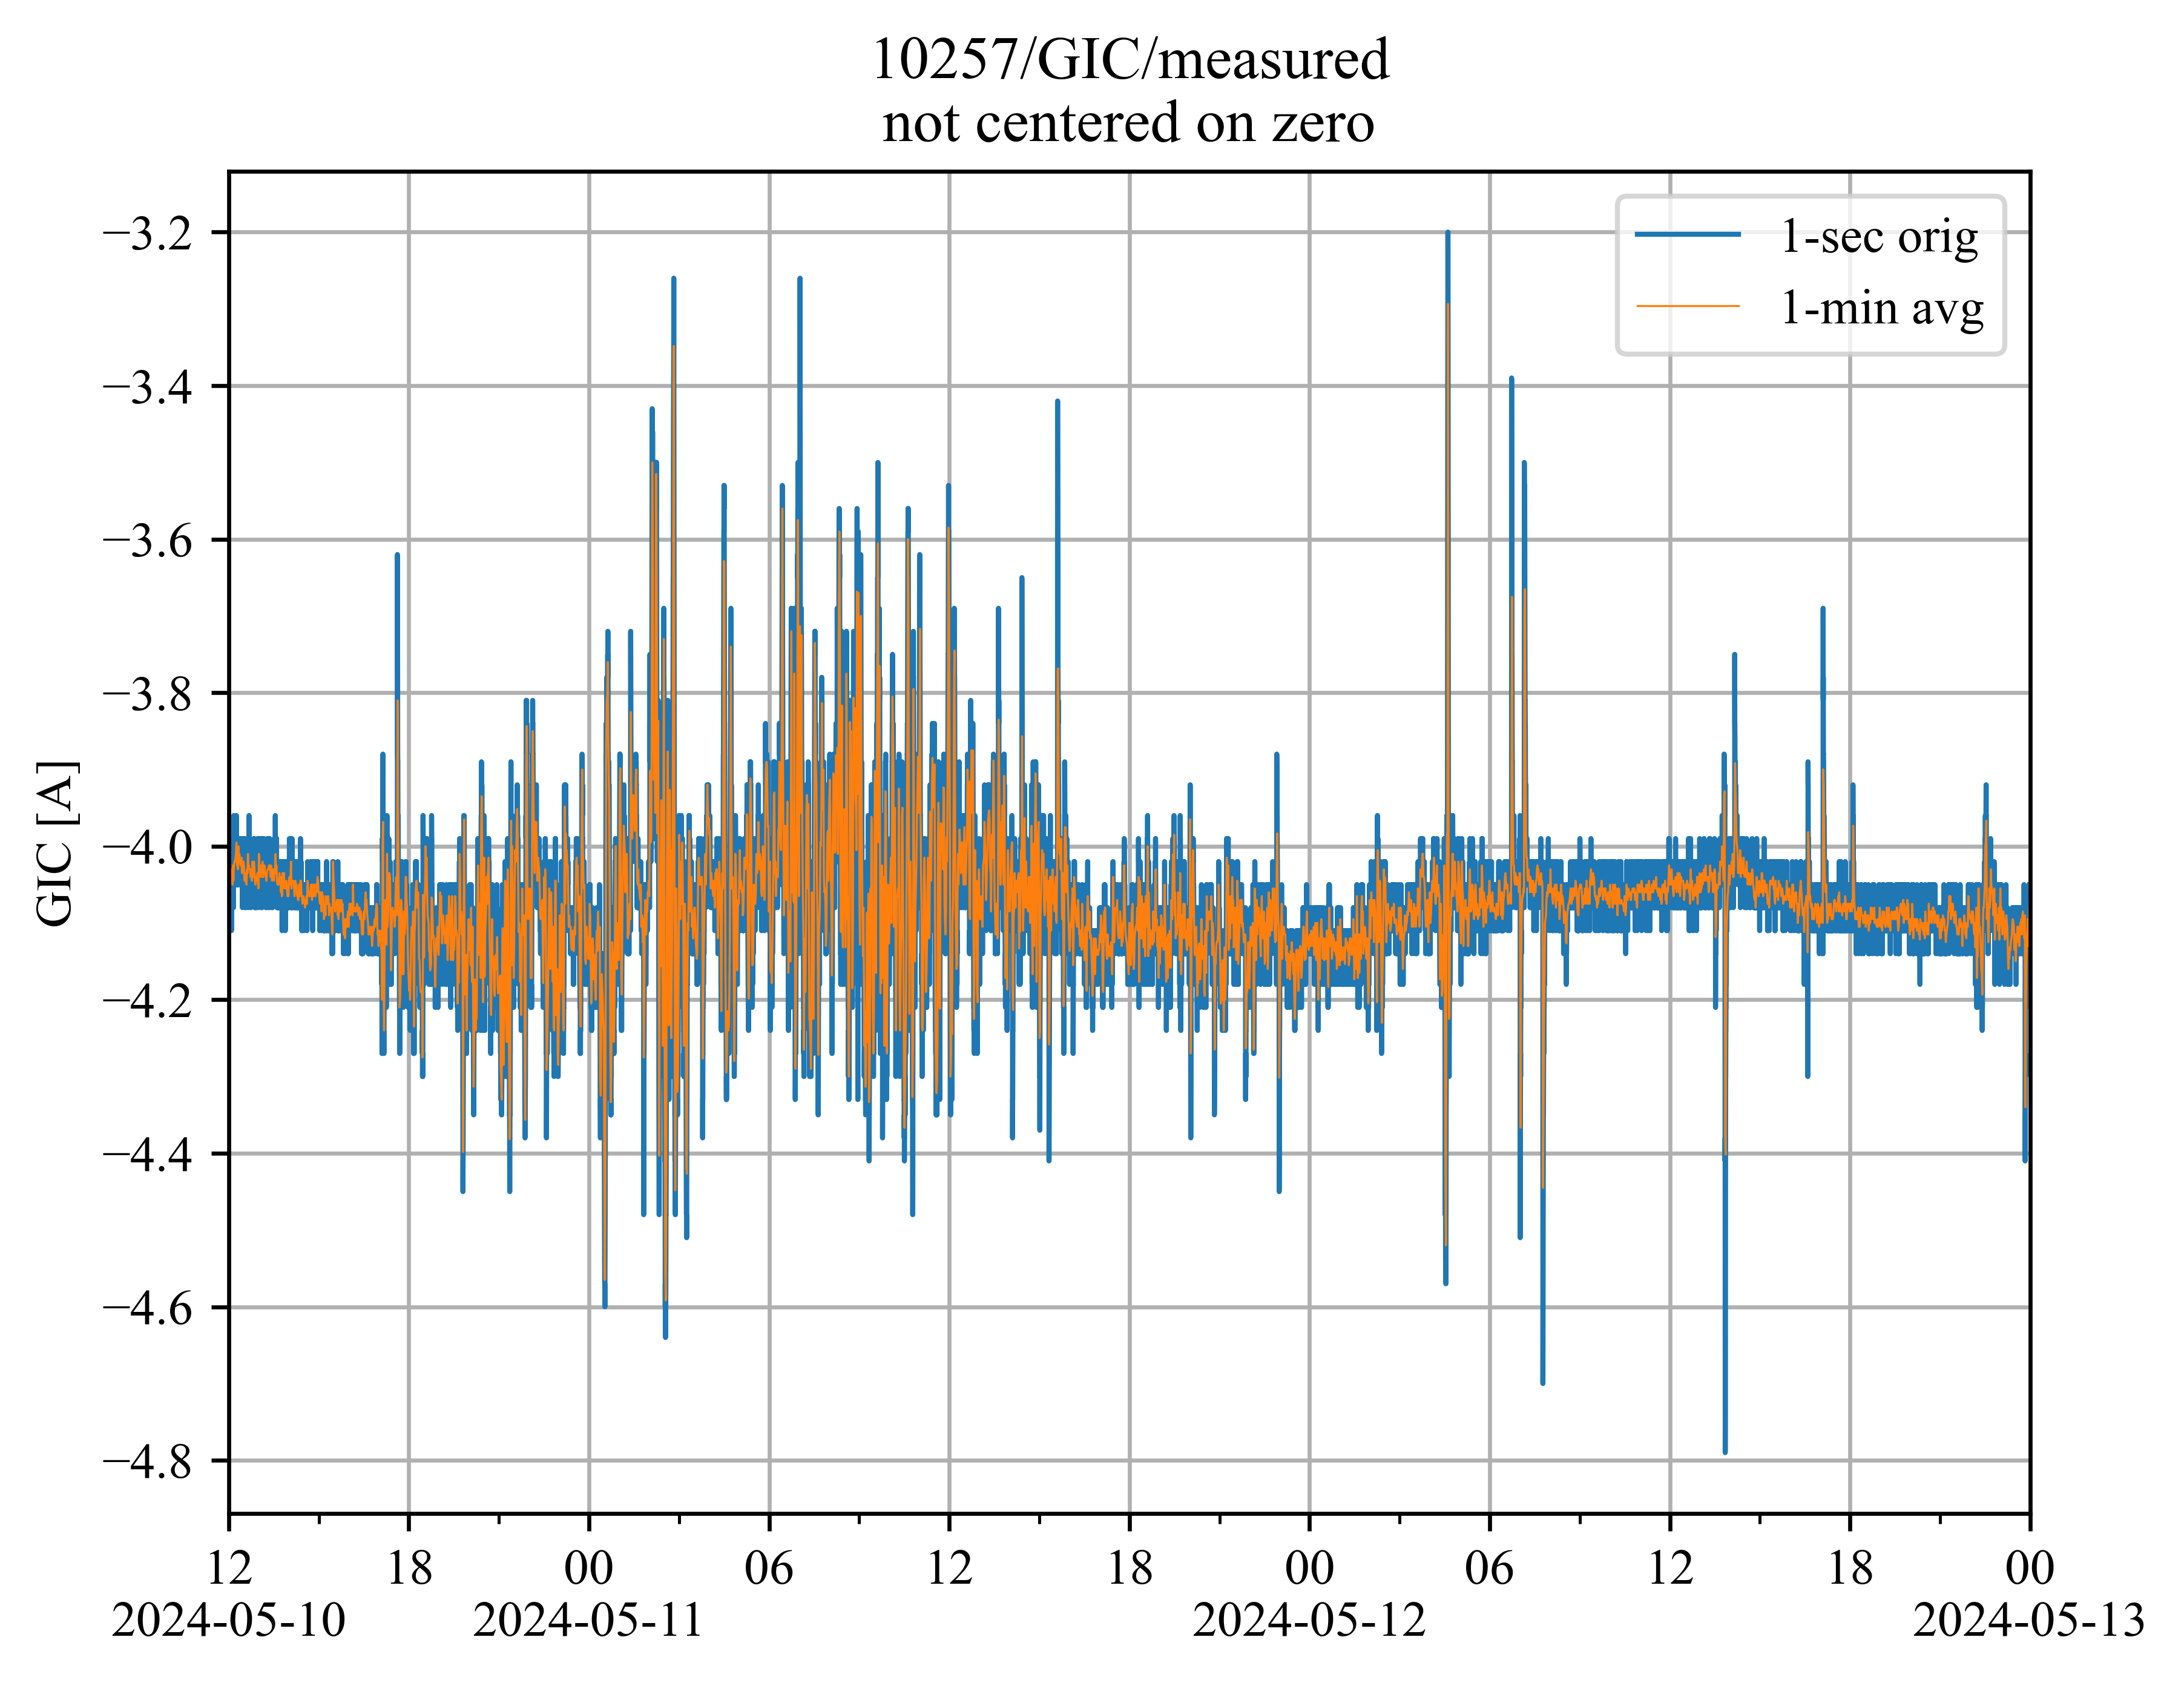 10257/GIC/measured
not centered on zero
1-sec orig
1-min avg
GIC [A]
−3.2
−3.4
−3.6
−3.8
−4.0
−4.2
−4.4
−4.6
−4.8
12 18 00 06 12 18 00 06 12 18 00
2024-05-10 2024-05-11 2024-05-12 2024-05-13